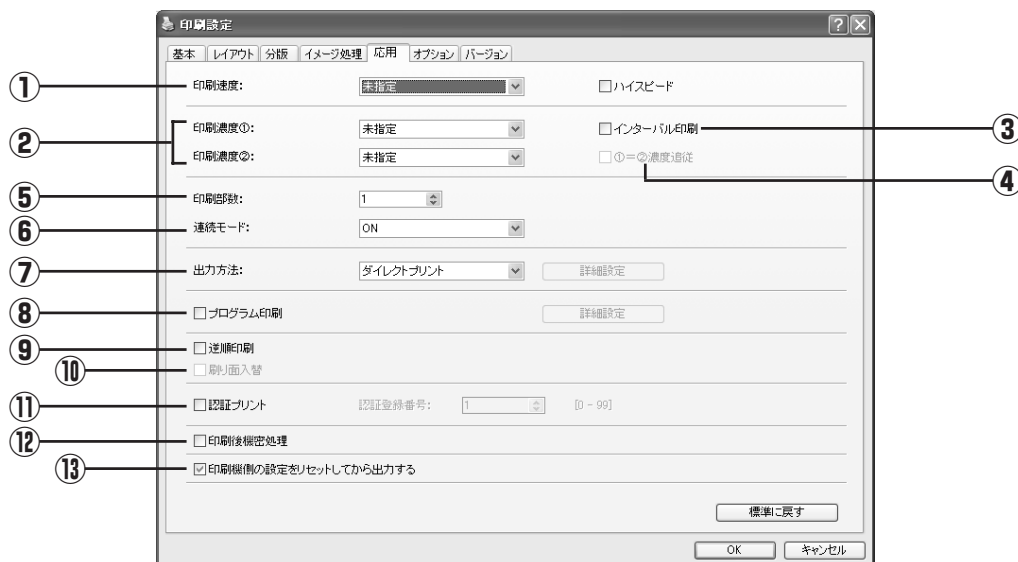 印刷設定
基本 レイアウト 分版 イメージ処理 応用 オプション バージョン
① 印刷速度: 未指定 ハイスピード
② 印刷濃度①: 未指定 インターバル印刷 ③
印刷濃度②: 未指定 ①=②濃度追従 ④
⑤ 印刷部数: 1
⑥ 連続モード: ON
⑦ 出力方法: ダイレクトプリント 詳細設定
⑧ プログラム印刷 詳細設定
⑨ 逆順印刷
⑩ 刷り面入替
⑪ 認証プリント 認証登録番号: 1 [0 - 99]
⑫ 印刷後機密処理
⑬ 印刷機側の設定をリセットしてから出力する
標準に戻す
OK キャンセル